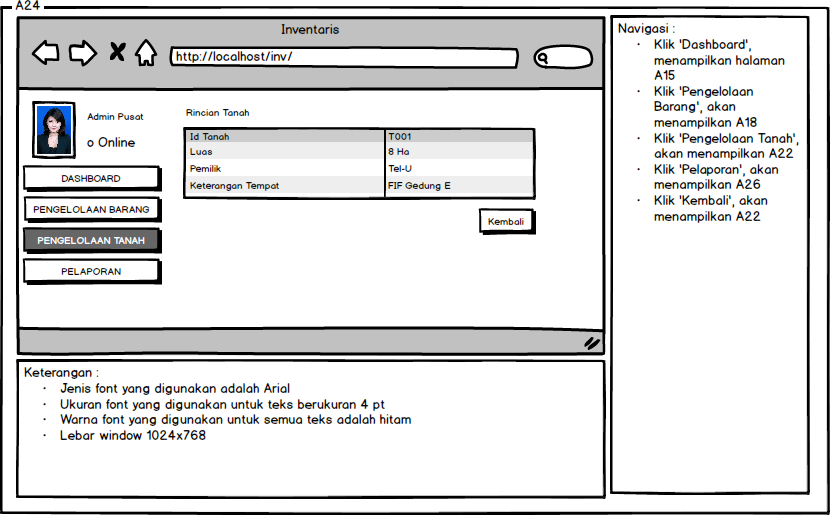 A24
Inventaris
http://localhost/inv/
Admin Pusat
o Online
DASHBOARD
PENGELOLAAN BARANG
PENGELOLAAN TANAH
PELAPORAN
Rincian Tanah
Id Tanah T001
Luas 8 Ha
Pemilik Tel-U
Keterangan Tempat FIF Gedung E
Kembali
Navigasi :
· Klik 'Dashboard',
menampilkan halaman
A15
· Klik 'Pengelolaan
Barang', akan
menampilkan A18
· Klik 'Pengelolaan Tanah',
akan menampilkan A22
· Klik 'Pelaporan', akan
menampilkan A26
· Klik 'Kembali', akan
menampilkan A22
Keterangan :
· Jenis font yang digunakan adalah Arial
· Ukuran font yang digunakan untuk teks berukuran 4 pt
· Warna font yang digunakan untuk semua teks adalah hitam
· Lebar window 1024x768